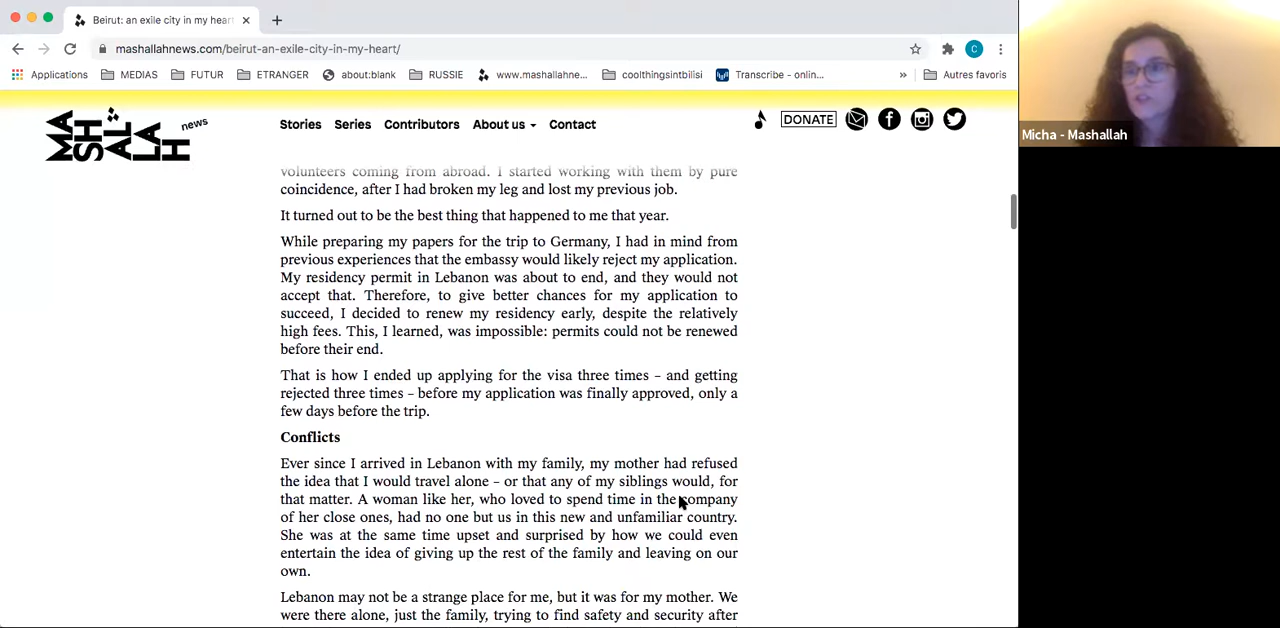 Beirut: an exile city in my heart
mashallahnews.com/beirut-an-exile-city-in-my-heart/
Applications MEDIAS FUTUR ETRANGER about:blank RUSSIE www.mashallahne... coolthingsintbilisi Transcribe - onlin... » Autres favoris
MASHALLAH news
Stories Series Contributors About us Contact DONATE
Micha - Mashallah
volunteers coming from abroad. I started working with them by pure
coincidence, after I had broken my leg and lost my previous job.
It turned out to be the best thing that happened to me that year.
While preparing my papers for the trip to Germany, I had in mind from
previous experiences that the embassy would likely reject my application.
My residency permit in Lebanon was about to end, and they would not
accept that. Therefore, to give better chances for my application to
succeed, I decided to renew my residency early, despite the relatively
high fees. This, I learned, was impossible: permits could not be renewed
before their end.
That is how I ended up applying for the visa three times – and getting
rejected three times – before my application was finally approved, only a
few days before the trip.
Conflicts
Ever since I arrived in Lebanon with my family, my mother had refused
the idea that I would travel alone – or that any of my siblings would, for
that matter. A woman like her, who loved to spend time in the company
of her close ones, had no one but us in this new and unfamiliar country.
She was at the same time upset and surprised by how we could even
entertain the idea of giving up the rest of the family and leaving on our
own.
Lebanon may not be a strange place for me, but it was for my mother. We
were there alone, just the family, trying to find safety and security after